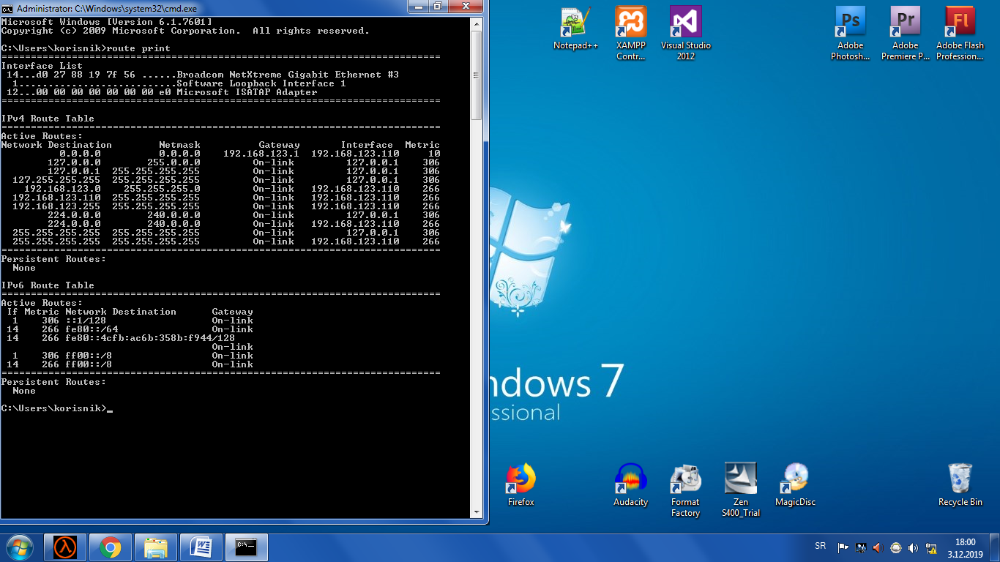 Administrator: C:\Windows\system32\cmd.exe
Microsoft Windows [Version 6.1.7601]
Copyright (c) 2009 Microsoft Corporation.  All rights reserved.
C:\Users\korisnik>route print
===========================================================================
Interface List
 14...d0 27 88 19 7f 56 ......Broadcom NetXtreme Gigabit Ethernet #3
  1...........................Software Loopback Interface 1
 12...00 00 00 00 00 00 00 e0 Microsoft ISATAP Adapter
===========================================================================
IPv4 Route Table
===========================================================================
Active Routes:
Network Destination        Netmask          Gateway       Interface  Metric
          0.0.0.0          0.0.0.0    192.168.123.1  192.168.123.110     10
        127.0.0.0        255.0.0.0         On-link         127.0.0.1    306
        127.0.0.1  255.255.255.255         On-link         127.0.0.1    306
  127.255.255.255  255.255.255.255         On-link         127.0.0.1    306
    192.168.123.0    255.255.255.0         On-link   192.168.123.110    266
  192.168.123.110  255.255.255.255         On-link   192.168.123.110    266
  192.168.123.255  255.255.255.255         On-link   192.168.123.110    266
        224.0.0.0        240.0.0.0         On-link         127.0.0.1    306
        224.0.0.0        240.0.0.0         On-link   192.168.123.110    266
  255.255.255.255  255.255.255.255         On-link         127.0.0.1    306
  255.255.255.255  255.255.255.255         On-link   192.168.123.110    266
===========================================================================
Persistent Routes:
  None
IPv6 Route Table
===========================================================================
Active Routes:
 If Metric Network Destination      Gateway
  1    306 ::1/128                  On-link
 14    266 fe80::/64                On-link
 14    266 fe80::4cfb:ac6b:358b:f944/128
                                    On-link
  1    306 ff00::/8                 On-link
 14    266 ff00::/8                 On-link
===========================================================================
Persistent Routes:
  None
C:\Users\korisnik>_
Notepad++
XAMPP Contr...
Visual Studio 2012
Ps
Adobe Photosh...
Pr
Adobe Premiere P...
Fl
Adobe Flash Profession...
ndows 7
ssional
Firefox
Audacity
Format Factory
Zen S400_Trial
MagicDisc
Recycle Bin
C:\_
SR
18:00
3.12.2019